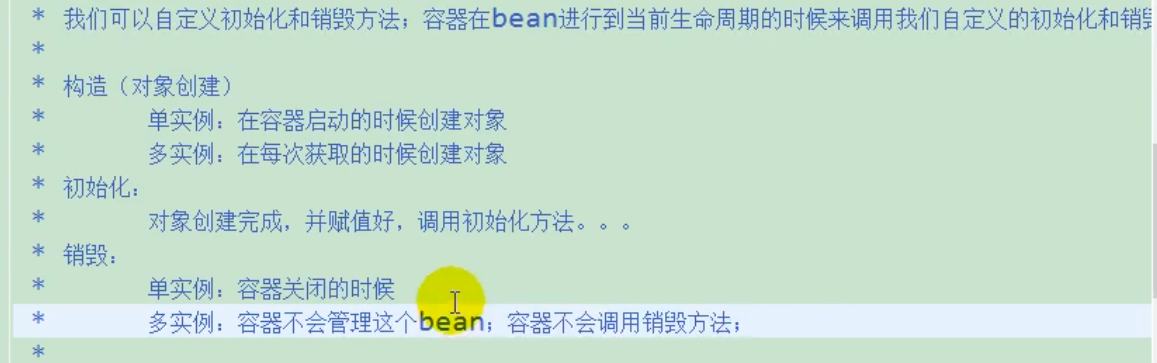 * 我们可以自定义初始化和销毁方法；容器在bean进行到当前生命周期的时候来调用我们自定义的初始化和销
*
* 构造（对象创建）
* 单实例：在容器启动的时候创建对象
* 多实例：在每次获取的时候创建对象
* 初始化：
* 对象创建完成，并赋值好，调用初始化方法。。。
* 销毁：
* 单实例：容器关闭的时候
* 多实例：容器不会管理这个bean；容器不会调用销毁方法；
*